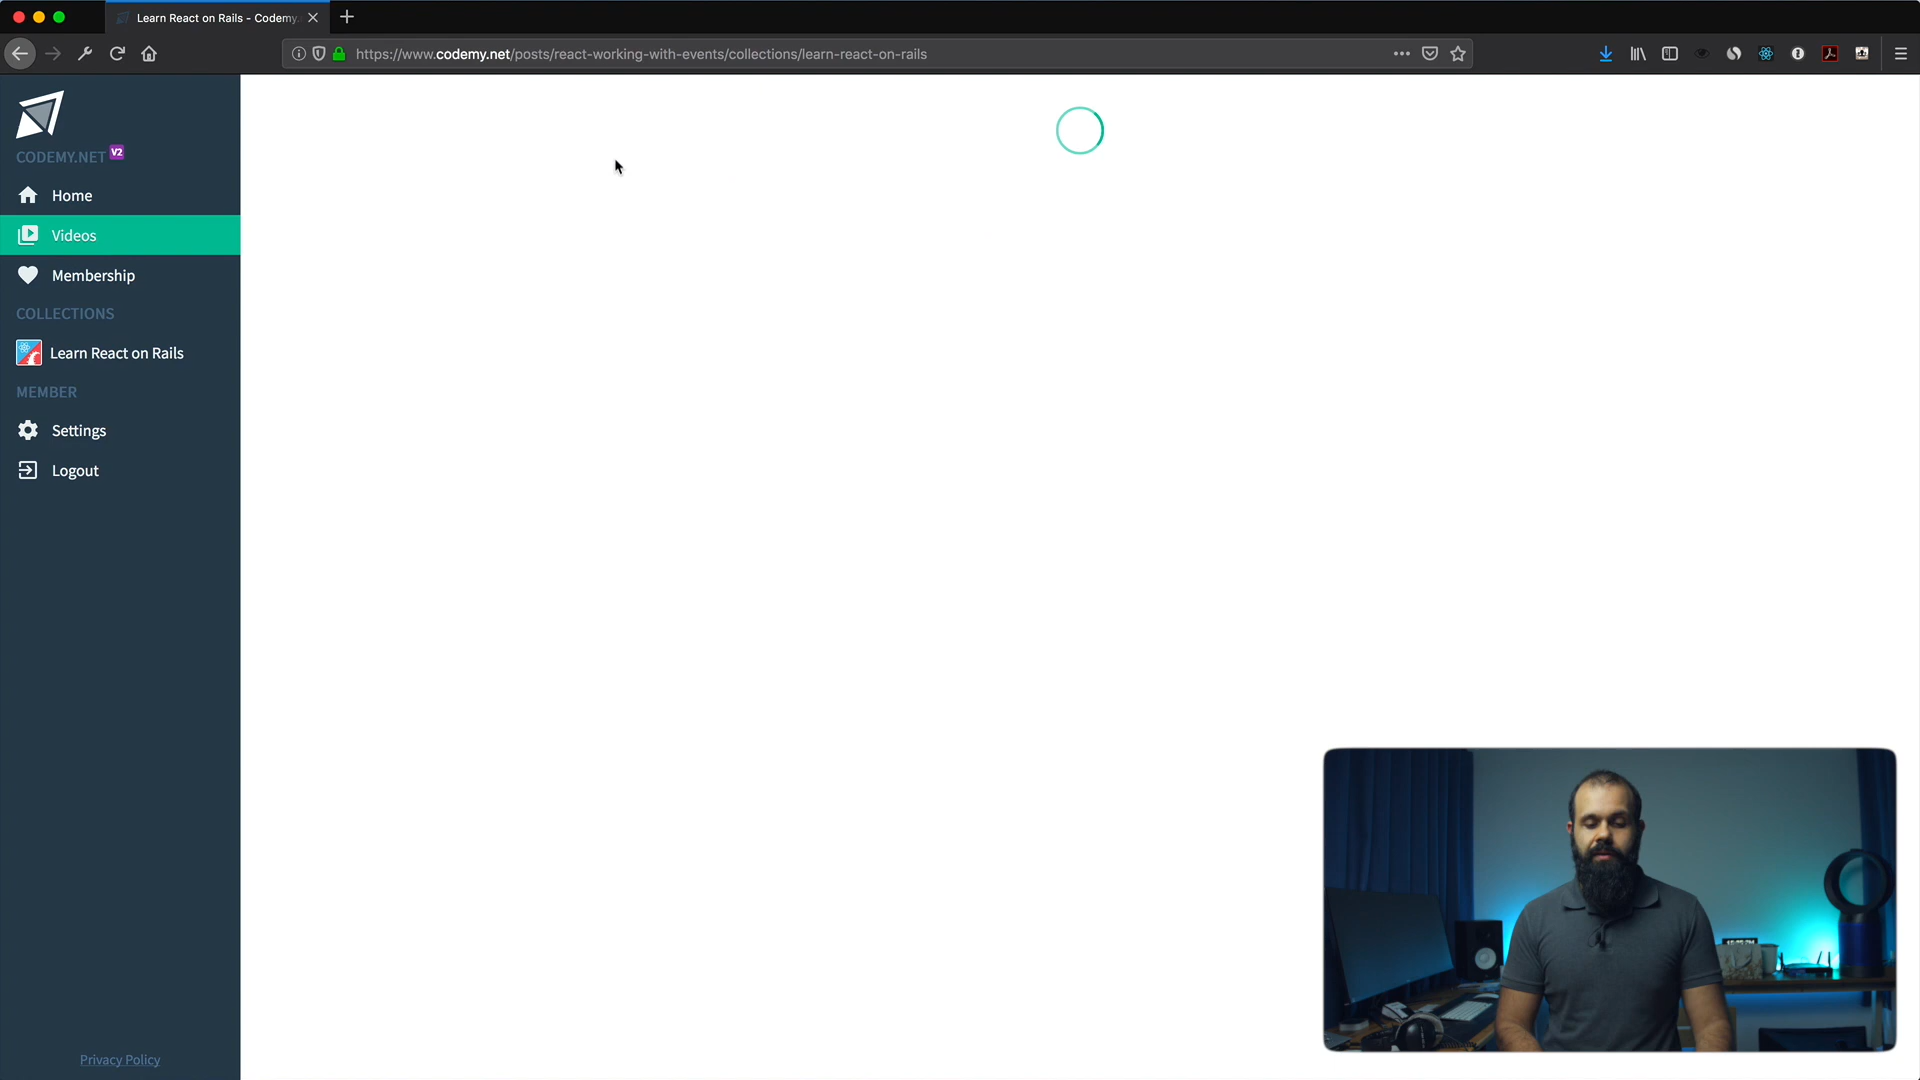 Learn React on Rails - Codemy.
https://www.codemy.net/posts/react-working-with-events/collections/learn-react-on-rails
CODEMY.NET V2
Home
Videos
Membership
COLLECTIONS
Learn React on Rails
MEMBER
Settings
Logout
Privacy Policy